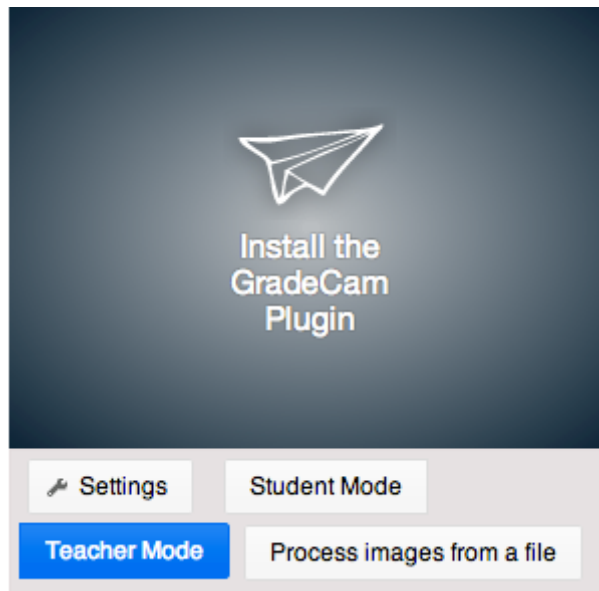 Install the
GradeCam
Plugin
Settings
Student Mode
Teacher Mode
Process images from a file